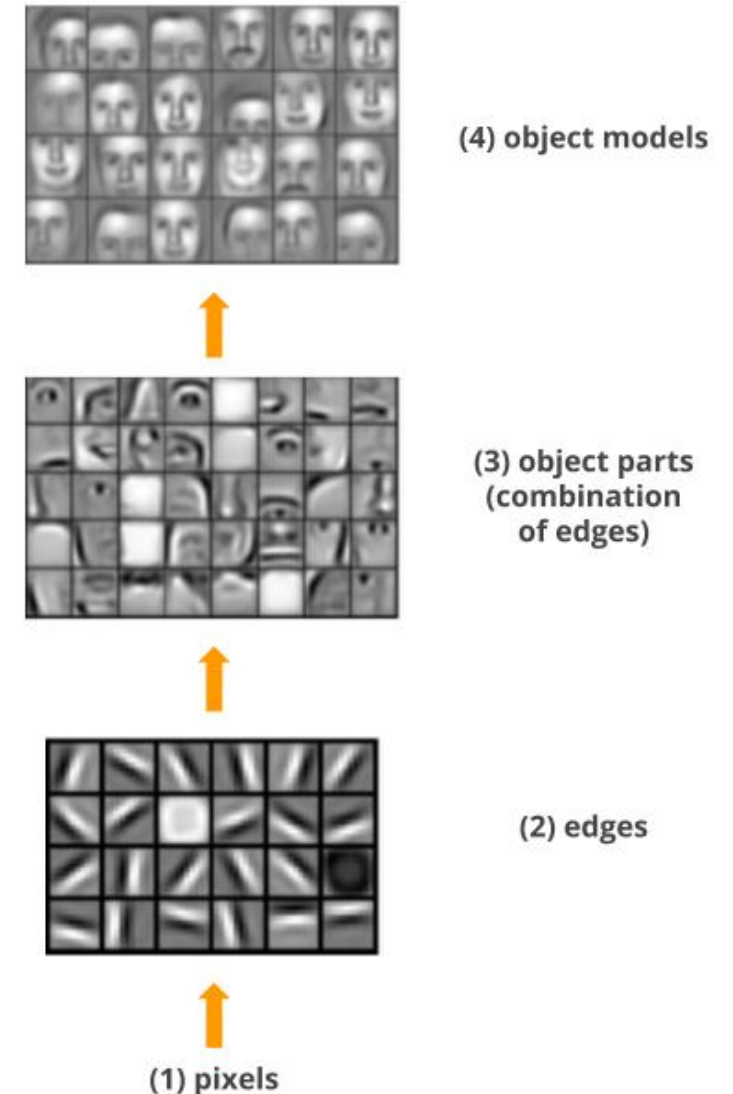 (4) object models
(3) object parts
(combination
of edges)
(2) edges
(1) pixels